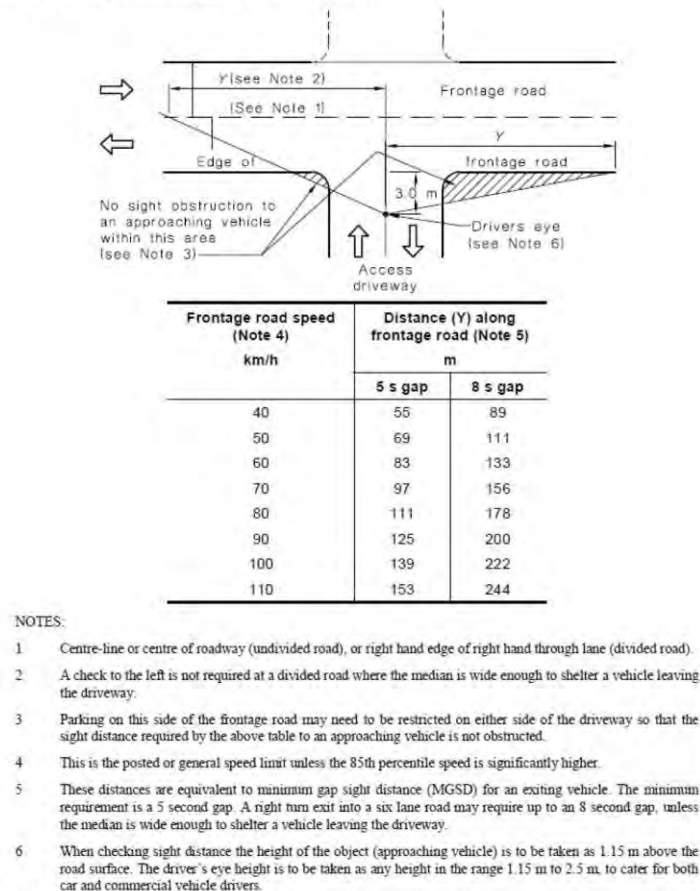 Y(see Note 2)
Frontage road
(See Note 1)
Y
Edge of
frontage road
3.0 m
No sight obstruction to
an approaching vehicle
within this area
(see Note 3)
Drivers eye
(see Note 6)
Access
driveway
Frontage road speed
(Note 4)
km/h
Distance (Y) along
frontage road (Note 5)
m
5 s gap 8 s gap
40 55 89
50 69 111
60 83 133
70 97 156
80 111 178
90 125 200
100 139 222
110 153 244
NOTES:
1 Centre-line or centre of roadway (undivided road), or right hand edge of right hand through lane (divided road).
2 A check to the left is not required at a divided road where the median is wide enough to shelter a vehicle leaving
the driveway.
3 Parking on this side of the frontage road may need to be restricted on either side of the driveway so that the
sight distance required by the above table to an approaching vehicle is not obstructed.
4 This is the posted or general speed limit unless the 85th percentile speed is significantly higher.
5 These distances are equivalent to minimum gap sight distance (MGSD) for an exiting vehicle. The minimum
requirement is a 5 second gap. A right turn exit into a six lane road may require up to an 8 second gap, unless
the median is wide enough to shelter a vehicle leaving the driveway.
6 When checking sight distance the height of the object (approaching vehicle) is to be taken as 1.15 m above the
road surface. The driver's eye height is to be taken as any height in the range 1.15 m to 2.5 m, to cater for both
car and commercial vehicle drivers.